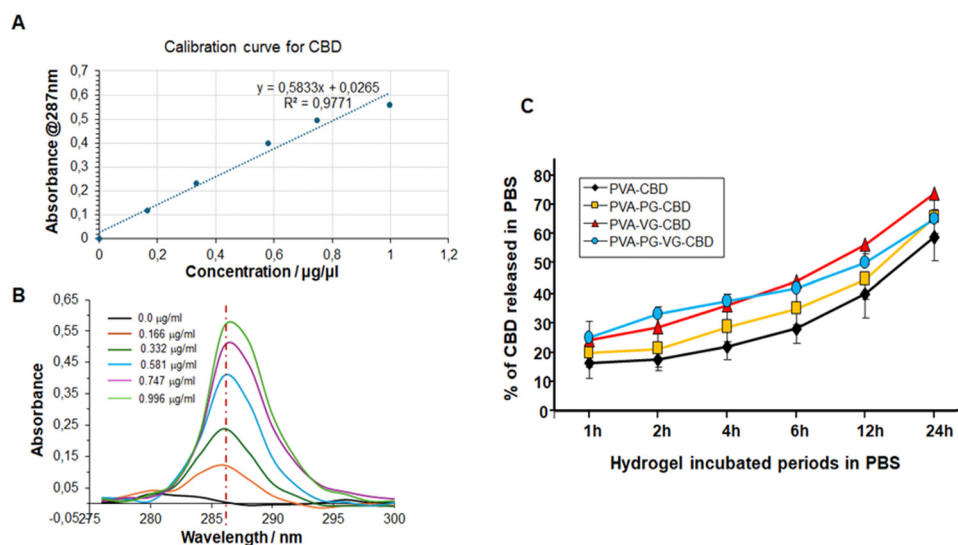 A
Calibration curve for CBD
0,7
0,6
0,5
0,4
0,3
0,2
0,1
0
y = 0,5833x + 0,0265
R² = 0,9771
Absorbance @287nm
0 0,2 0,4 0,6 0,8 1 1,2
Concentration / µg/µl
B
0,65
0,55
0,45
0,35
0,25
0,15
0,05
-0,05
0.0 µg/ml
0.166 µg/ml
0.332 µg/ml
0.581 µg/ml
0.747 µg/ml
0.996 µg/ml
Absorbance
275 280 285 290 295 300
Wavelength / nm
C
80
70
60
50
40
30
20
10
0
PVA-CBD
PVA-PG-CBD
PVA-VG-CBD
PVA-PG-VG-CBD
% of CBD released in PBS
1h 2h 4h 6h 12h 24h
Hydrogel incubated periods in PBS